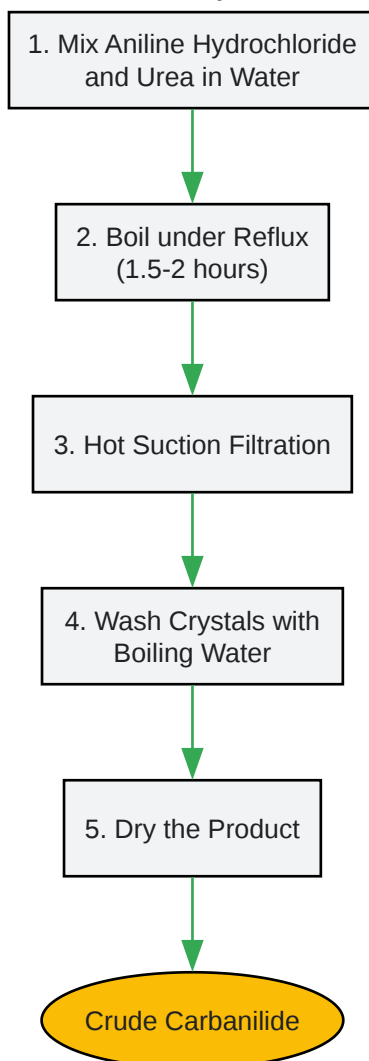 1. Mix Aniline Hydrochloride
and Urea in Water
2. Boil under Reflux
(1.5-2 hours)
3. Hot Suction Filtration
4. Wash Crystals with
Boiling Water
5. Dry the Product
Crude Carbanilide